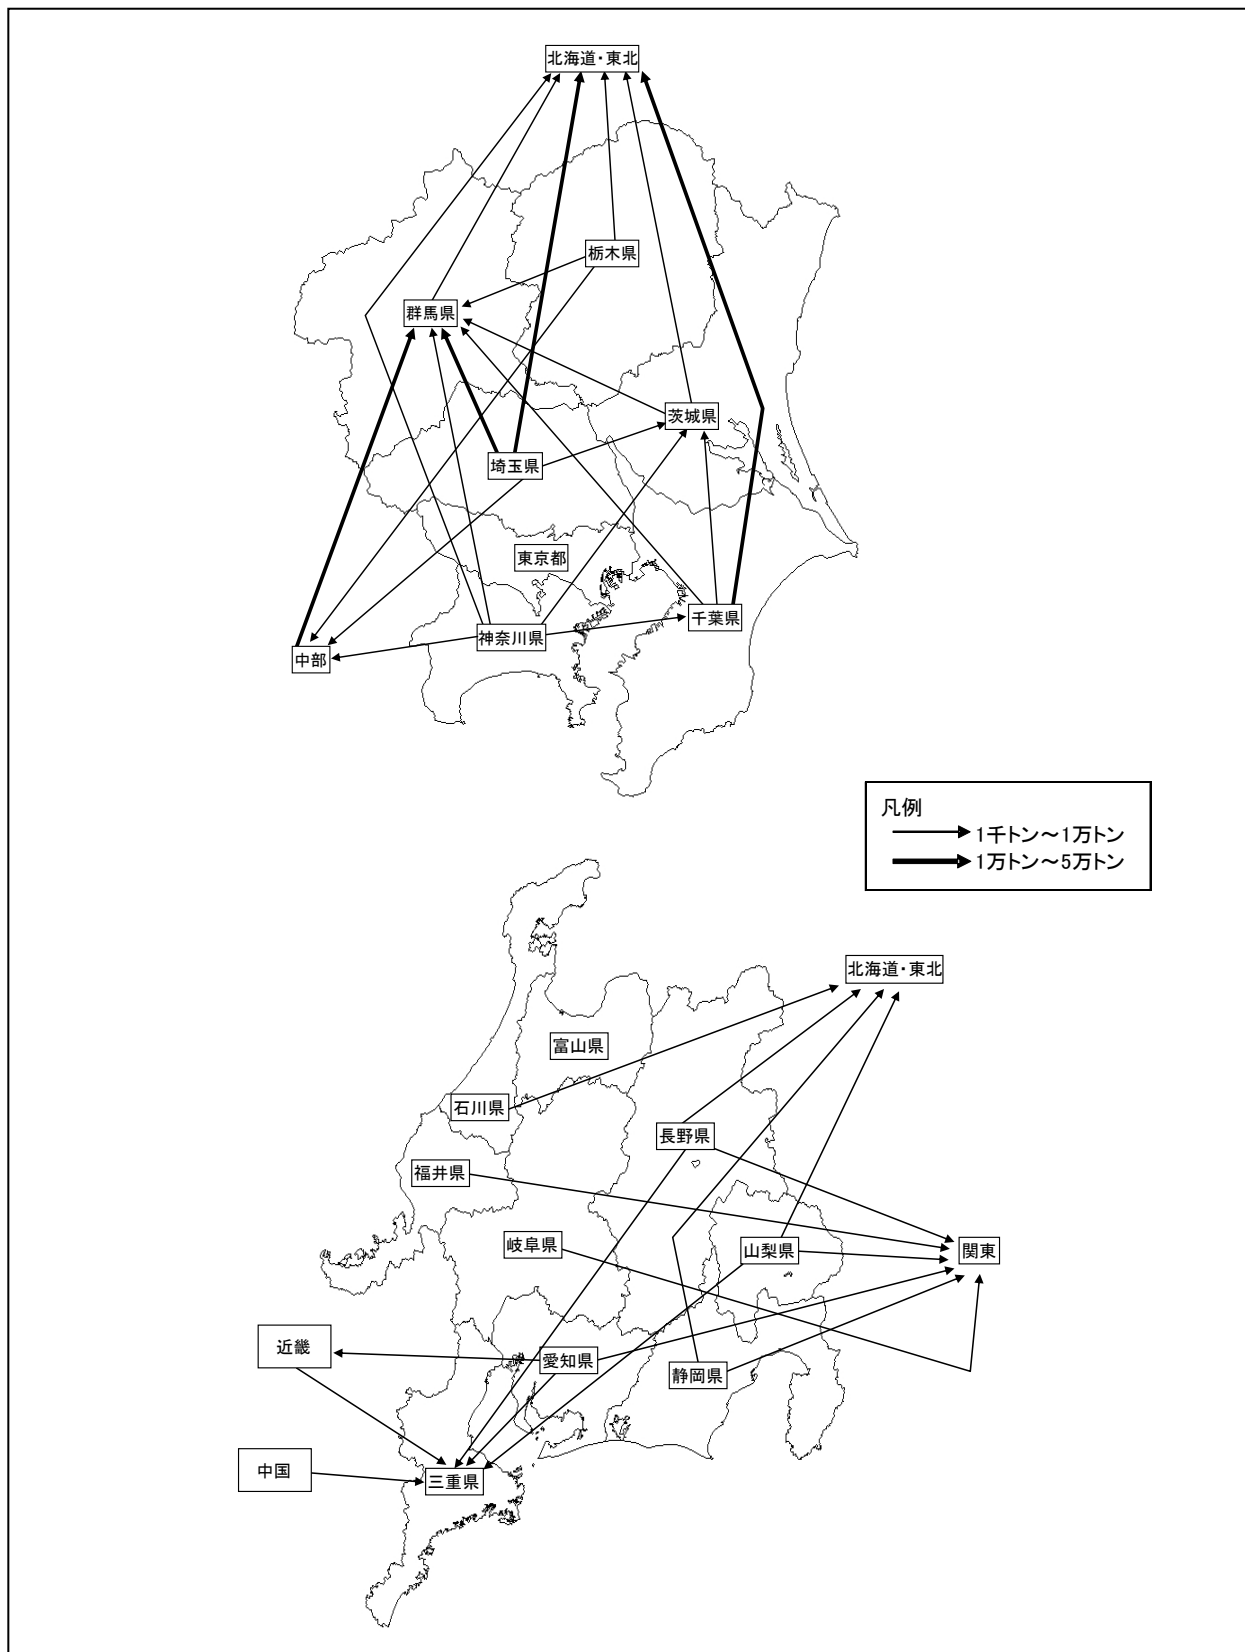 北海道・東北
栃木県
群馬県
茨城県
埼玉県
東京都
千葉県
神奈川県
中部
凡例
1千トン～1万トン
1万トン～5万トン
北海道・東北
富山県
石川県
長野県
福井県
岐阜県
山梨県
関東
近畿
愛知県
静岡県
中国
三重県